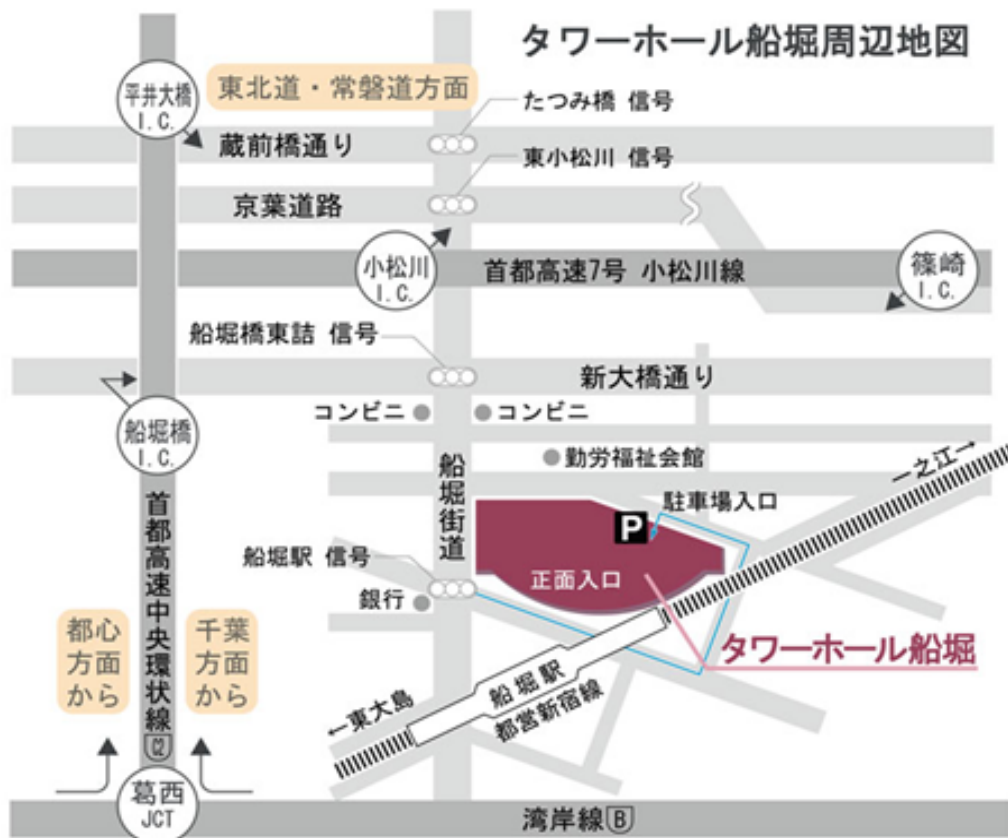 タワーホール船堀周辺地図
平井大橋
I.C.
東北道・常磐道方面
たつみ橋 信号
蔵前橋通り
東小松川 信号
京葉道路
小松川
I.C.
首都高速7号 小松川線
篠崎
I.C.
船堀橋東詰 信号
新大橋通り
コンビニ
コンビニ
船堀橋
I.C.
船堀街道
勤労福祉会館
一之江→
駐車場入口
P
首都高速中央環状線
C2
船堀駅 信号
正面入口
銀行
都心
方面
から
千葉
方面
から
タワーホール船堀
船堀駅
←東大島
都営新宿線
葛西
JCT
湾岸線
B